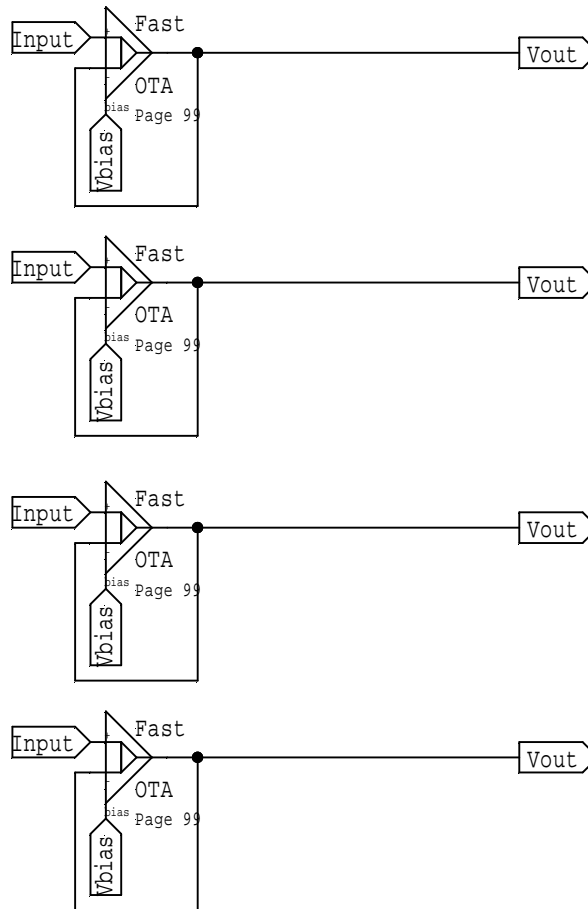 Input + Fast Vout
- OTA
bias Page 99
Vbias
Input + Fast Vout
- OTA
bias Page 99
Vbias
Input + Fast Vout
- OTA
bias Page 99
Vbias
Input + Fast Vout
- OTA
bias Page 99
Vbias